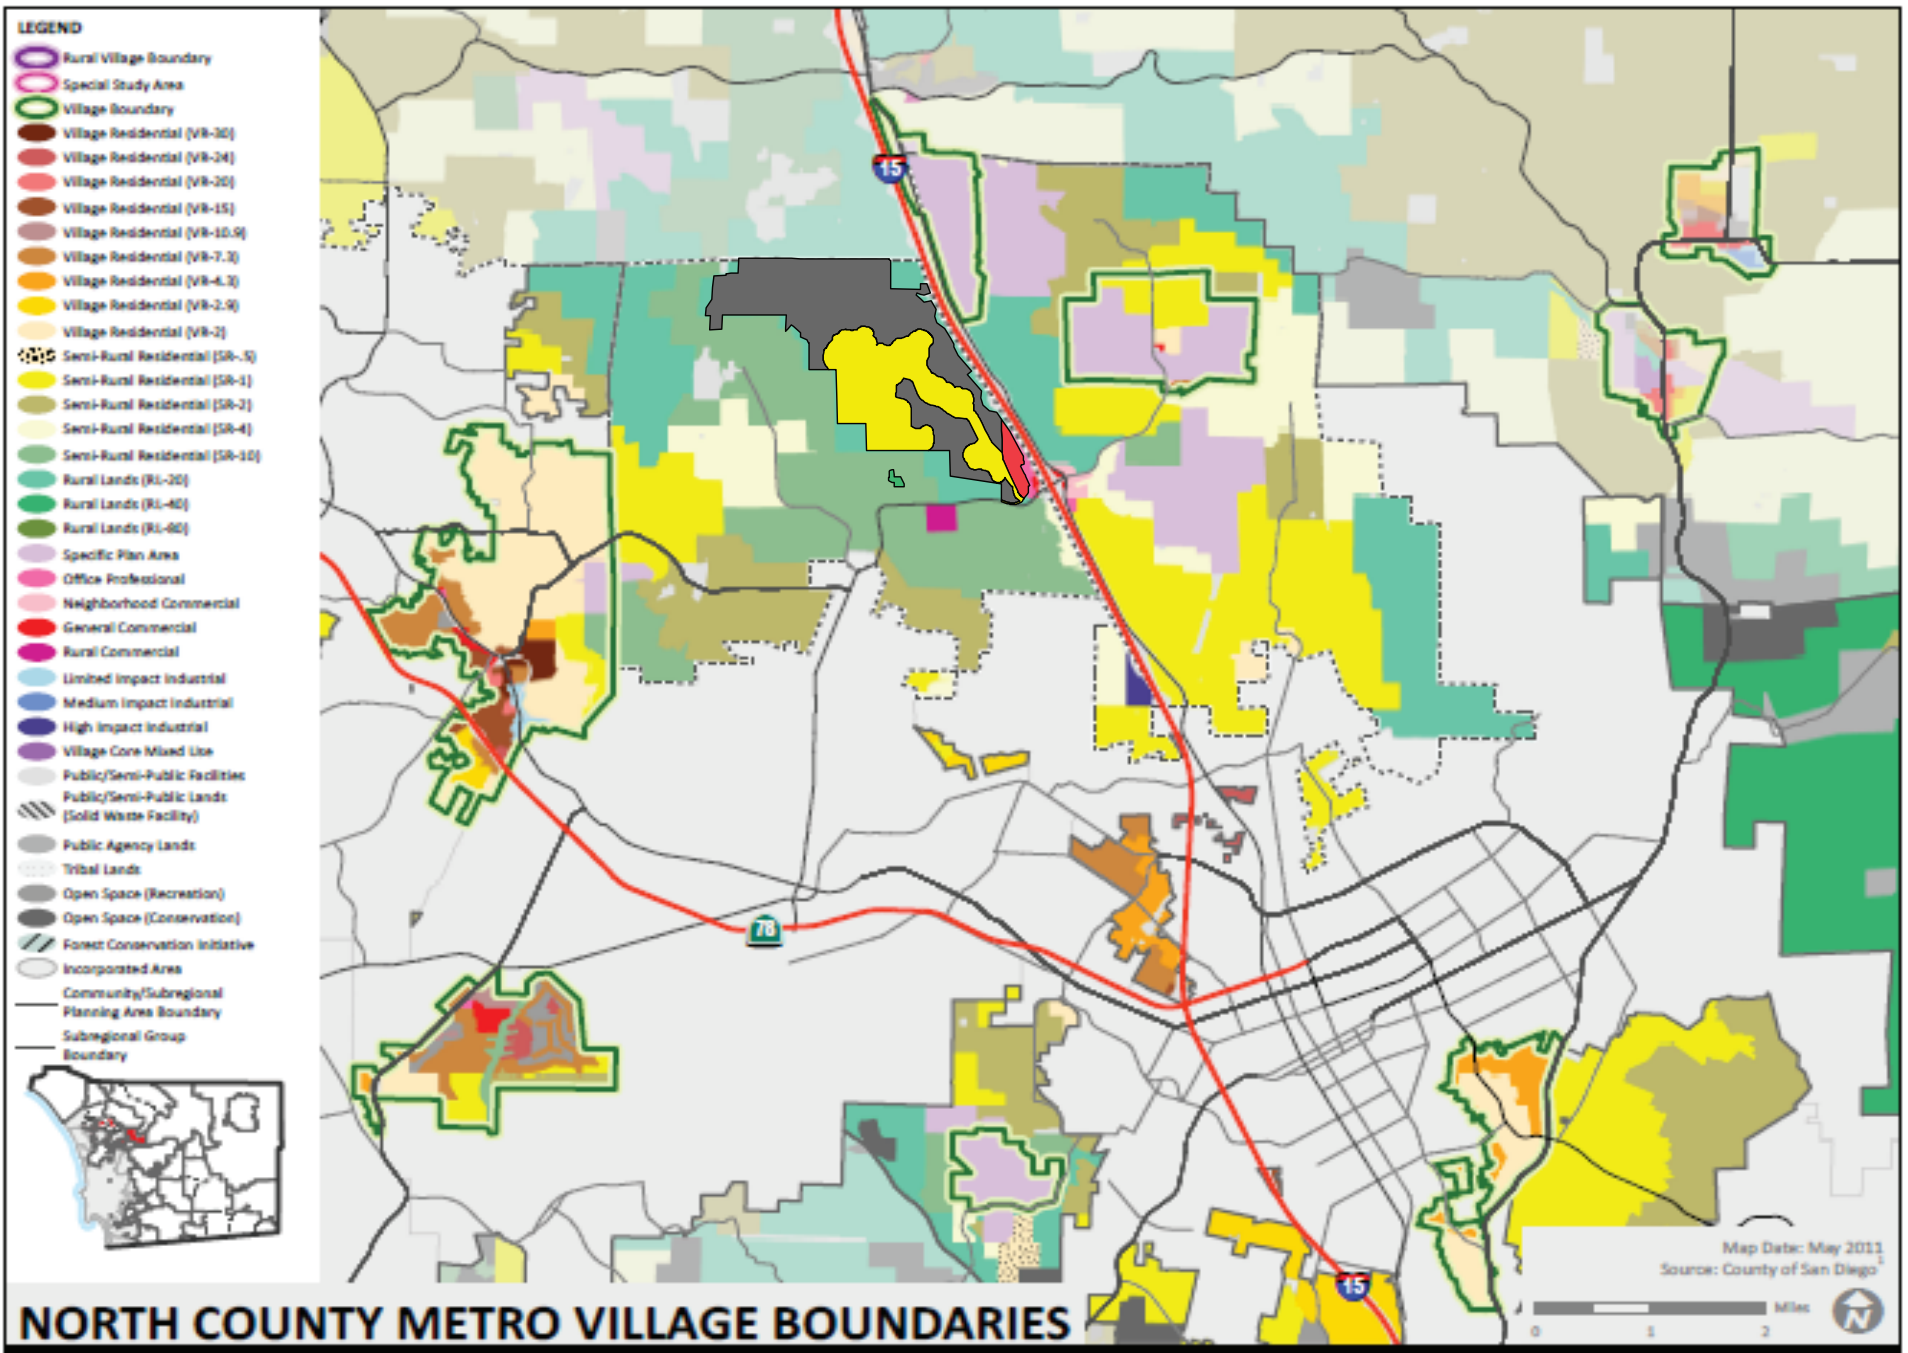 LEGEND
Rural Village Boundary
Special Study Area
Village Boundary
Village Residential (VR-30)
Village Residential (VR-24)
Village Residential (VR-20)
Village Residential (VR-15)
Village Residential (VR-10.9)
Village Residential (VR-7.3)
Village Residential (VR-4.3)
Village Residential (VR-2.9)
Village Residential (VR-2)
Semi-Rural Residential (SR-.5)
Semi-Rural Residential (SR-1)
Semi-Rural Residential (SR-2)
Semi-Rural Residential (SR-4)
Semi-Rural Residential (SR-10)
Rural Lands (RL-20)
Rural Lands (RL-40)
Rural Lands (RL-80)
Specific Plan Area
Office Professional
Neighborhood Commercial
General Commercial
Rural Commercial
Limited Impact Industrial
Medium Impact Industrial
High Impact Industrial
Village Core Mixed Use
Public/Semi-Public Facilities
Public/Semi-Public Lands
(Solid Waste Facility)
Public Agency Lands
Tribal Lands
Open Space (Recreation)
Open Space (Conservation)
Forest Conservation Initiative
Incorporated Area
Community/Subregional
Planning Area Boundary
Subregional Group
Boundary
15
78
15
Map Date: May 2011
Source: County of San Diego1
Miles
0 1 2
N
NORTH COUNTY METRO VILLAGE BOUNDARIES